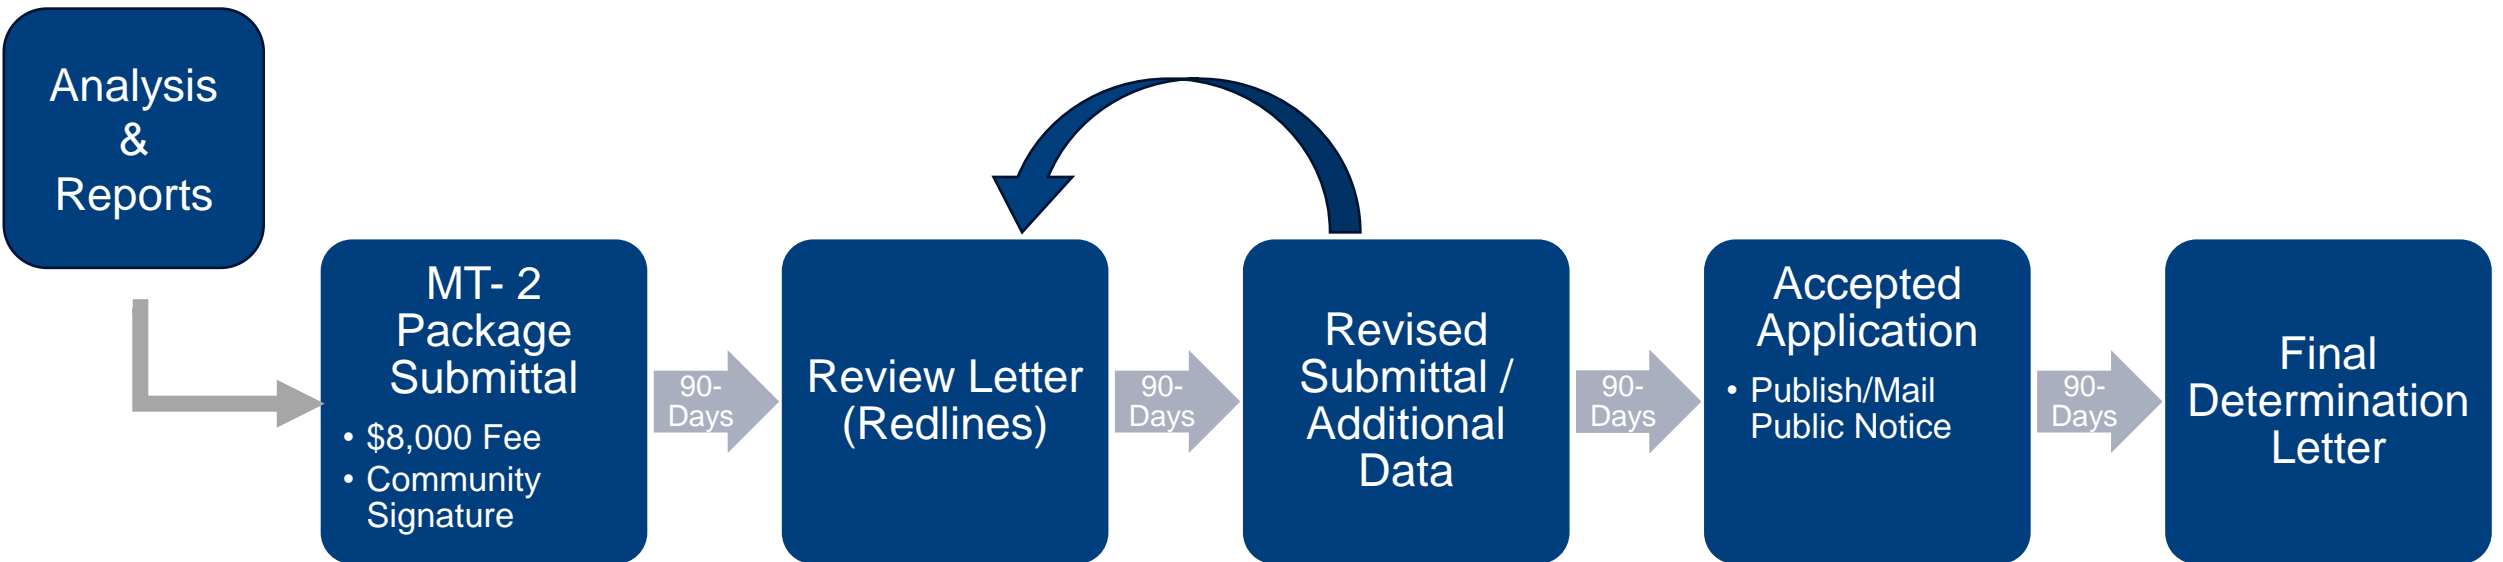 Analysis
&
Reports
MT- 2
Package
Submittal
• $8,000 Fee
• Community
Signature
90-
Days
Review Letter
(Redlines)
90-
Days
Revised
Submittal /
Additional
Data
90-
Days
Accepted
Application
• Publish/Mail
Public Notice
90-
Days
Final
Determination
Letter